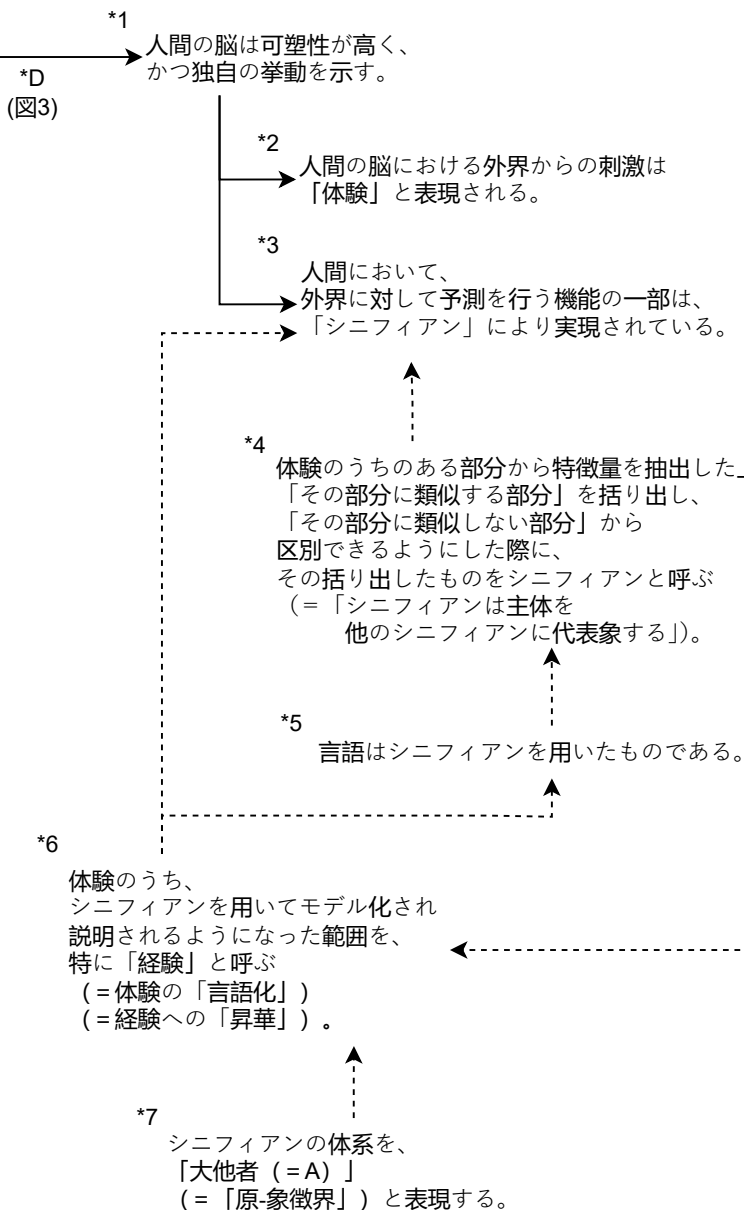 *1
人間の脳は可塑性が高く、
かつ独自の挙動を示す。
*D
(図3)
*2
人間の脳における外界からの刺激は
「体験」と表現される。
*3
人間において、
外界に対して予測を行う機能の一部は、
「シニフィアン」により実現されている。
*4
体験のうちのある部分から特徴量を抽出した上
「その部分に類似する部分」を括り出し、
「その部分に類似しない部分」から
区別できるようにした際に、
その括り出したものをシニフィアンと呼ぶ
(=「シニフィアンは主体を
他のシニフィアンに代表象する」)。
*5
言語はシニフィアンを用いたものである。
*6
体験のうち、
シニフィアンを用いてモデル化され
説明されるようになった範囲を、
特に「経験」と呼ぶ
(=体験の「言語化」)
(=経験への「昇華」)。
*7
シニフィアンの体系を、
「大他者(=A)」
(=「原-象徴界」)と表現する。